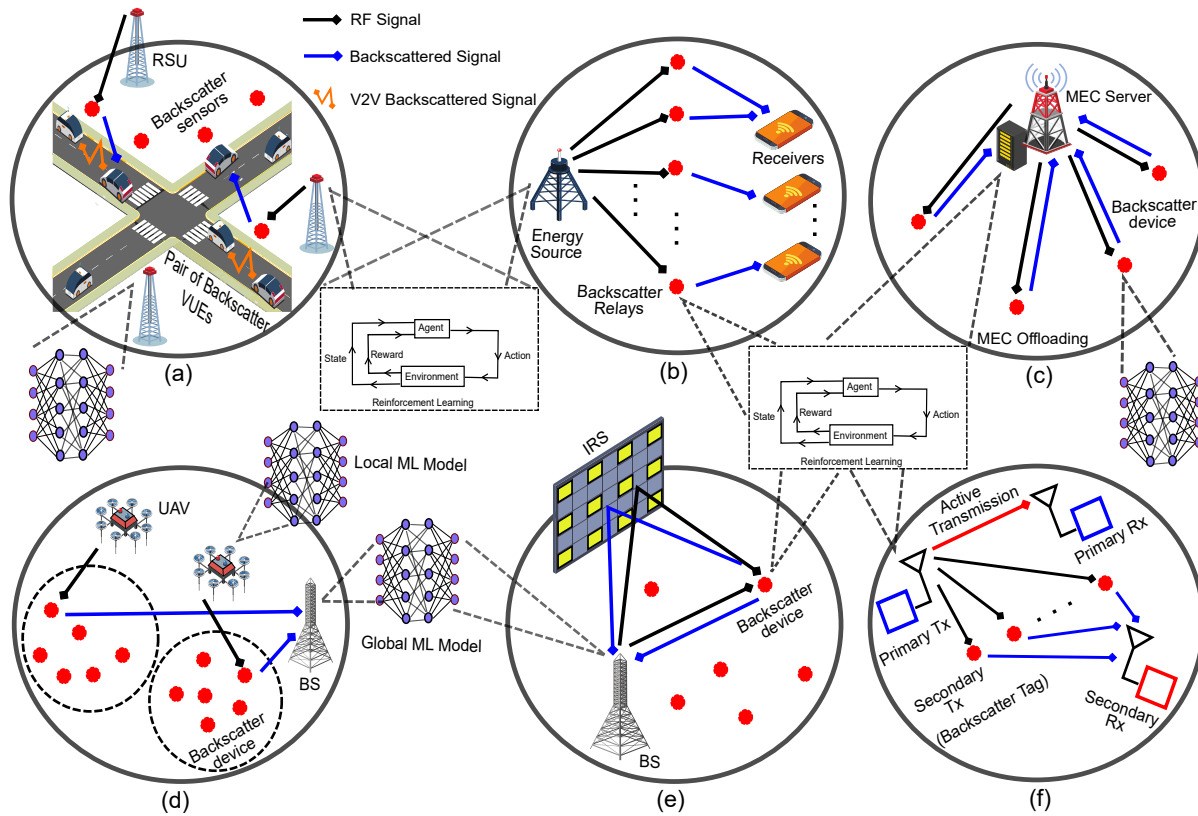 RF Signal
Backscattered Signal
V2V Backscattered Signal
RSU
Backscatter
sensors
Pair of Backscatter
VUEs
(a)
Energy
Source
Receivers
Backscatter
Relays
(b)
MEC Server
Backscatter
device
MEC Offloading
(c)
Agent
State
Reward
Action
Environment
Reinforcement Learning
Agent
State
Reward
Action
Environment
Reinforcement Learning
Local ML Model
Global ML Model
UAV
BS
Backscatter
device
(d)
IRS
Backscatter
device
BS
(e)
Active
Transmission
Primary Rx
Primary Tx
Secondary
Tx
(Backscatter Tag)
Secondary
Rx
(f)